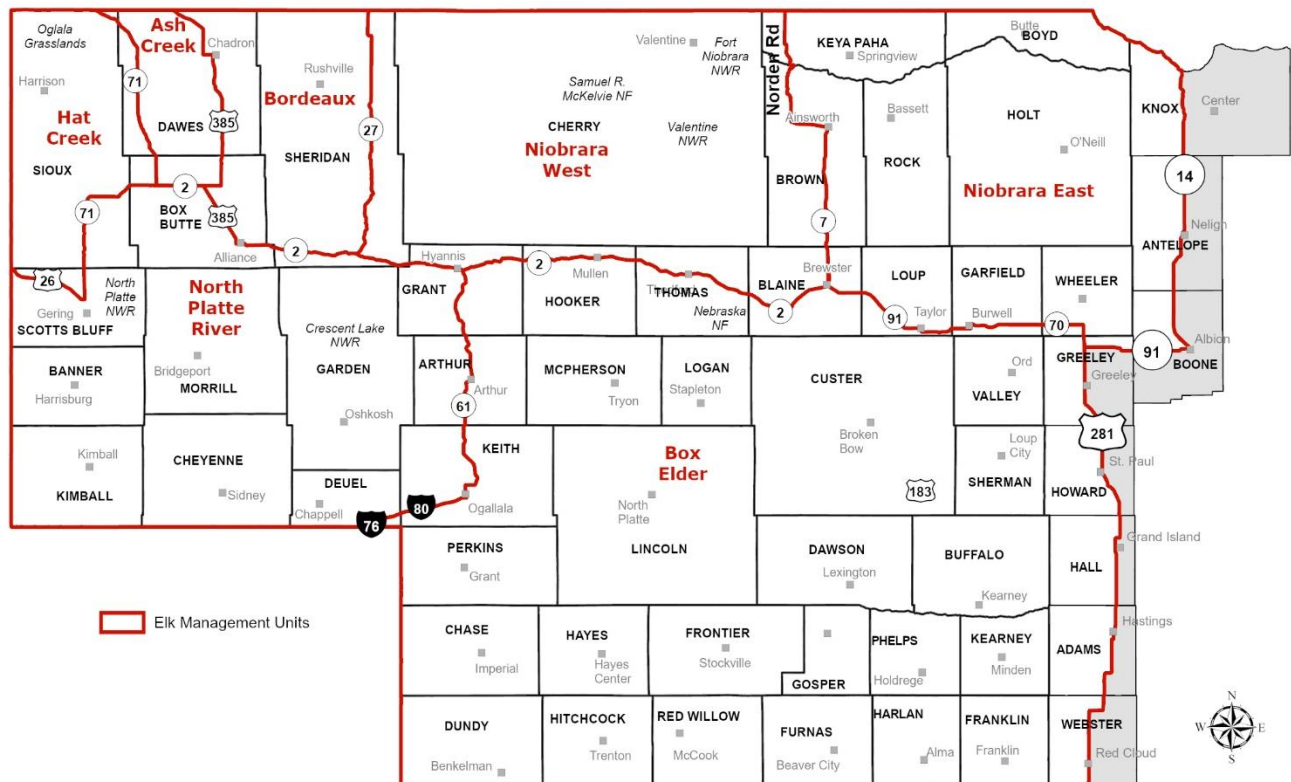 Oglala
Grasslands
Ash
Creek
Chadron
Harrison
71
385
DAWES
Hat
Creek
SIOUX
Rushville
Bordeaux
27
SHERIDAN
Valentine
Fort
Niobrara
NWR
Samuel R.
McKelvie NF
CHERRY
Valentine
NWR
Niobrara
West
Norden Rd
KEYA PAHA
Springview
Butte
BOYD
Ainsworth
Bassett
BROWN
ROCK
7
HOLT
O'Neill
Niobrara East
KNOX
Center
14
Neligh
ANTELOPE
71
2
BOX
BUTTE
385
Alliance
2
26
North
Platte
NWR
Gering
SCOTTS BLUFF
North
Platte
River
Crescent Lake
NWR
GARDEN
Hyannis
GRANT
2
Mullen
HOOKER
THOMAS
Nebraska
NF
BLAINE
Brewster
2
LOUP
91
Taylor
GARFIELD
Burwell
WHEELER
70
BANNER
Harrisburg
Bridgeport
MORRILL
Oshkosh
ARTHUR
Arthur
61
MCPHERSON
Tryon
LOGAN
Stapleton
CUSTER
Broken
Bow
Ord
VALLEY
GREELEY
Greeley
91
Albion
BOONE
Kimball
KIMBALL
CHEYENNE
Sidney
DEUEL
Chappell
76
80
KEITH
Ogallala
Box
Elder
North
Platte
LINCOLN
183
Loup
City
SHERMAN
281
St. Paul
HOWARD
PERKINS
Grant
DAWSON
Lexington
BUFFALO
Kearney
HALL
Grand Island
Elk Management Units
CHASE
Imperial
HAYES
Hayes
Center
FRONTIER
Stockville
GOSPER
PHELPS
Holdrege
KEARNEY
Minden
ADAMS
Hastings
DUNDY
Benkelman
HITCHCOCK
Trenton
RED WILLOW
McCook
FURNAS
Beaver City
HARLAN
Alma
FRANKLIN
Franklin
WEBSTER
Red Cloud
N
W
E
S